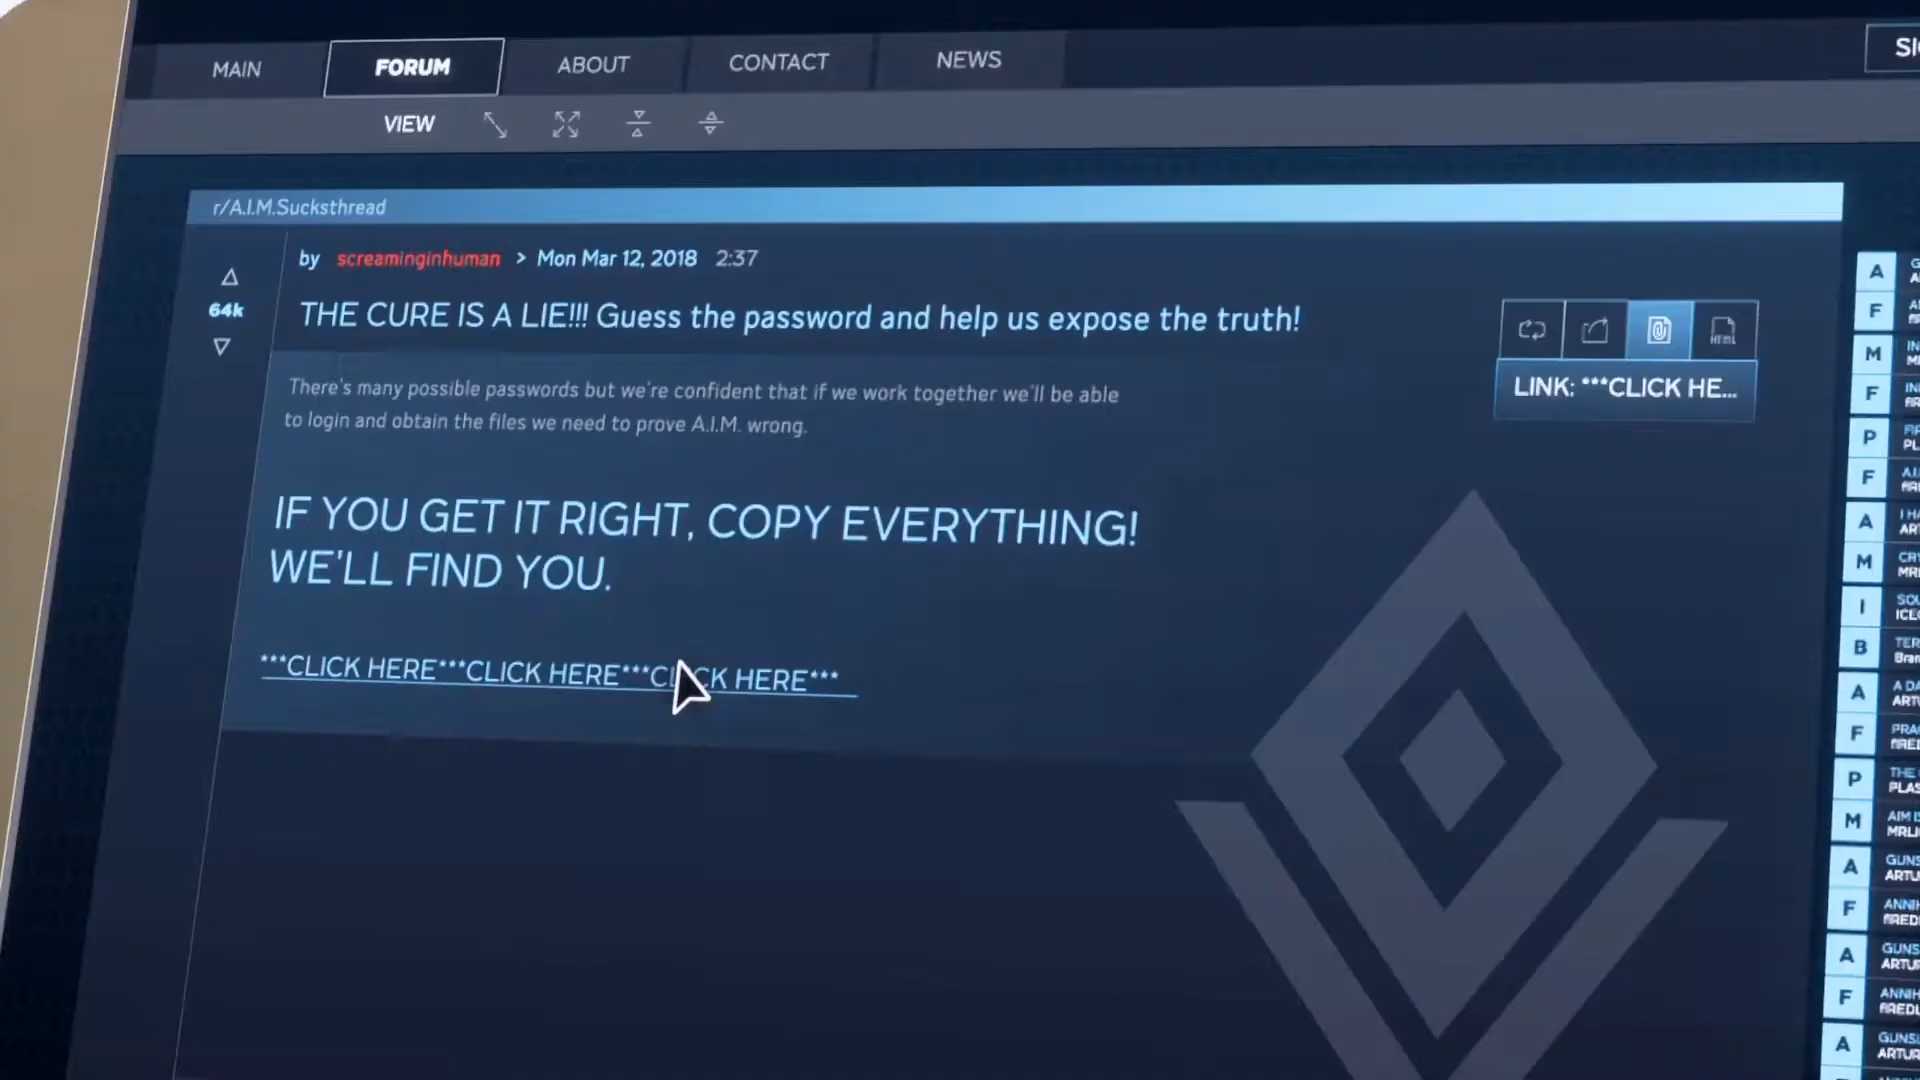 MAIN
FORUM
ABOUT
CONTACT
NEWS
VIEW
r/A.I.M.Sucksthread
by screaminginhuman > Mon Mar 12, 2018 2:37
64k
THE CURE IS A LIE!!! Guess the password and help us expose the truth!
HTML
LINK: ***CLICK HE...
There's many possible passwords but we're confident that if we work together we'll be able
to login and obtain the files we need to prove A.I.M. wrong.
IF YOU GET IT RIGHT, COPY EVERYTHING!
WE'LL FIND YOU.
***CLICK HERE***CLICK HERE***CLICK HERE***
A
F
M
F
P
F
A
I HA
M
I
B
A
A DA
F
P
M
A
F
A
F
A